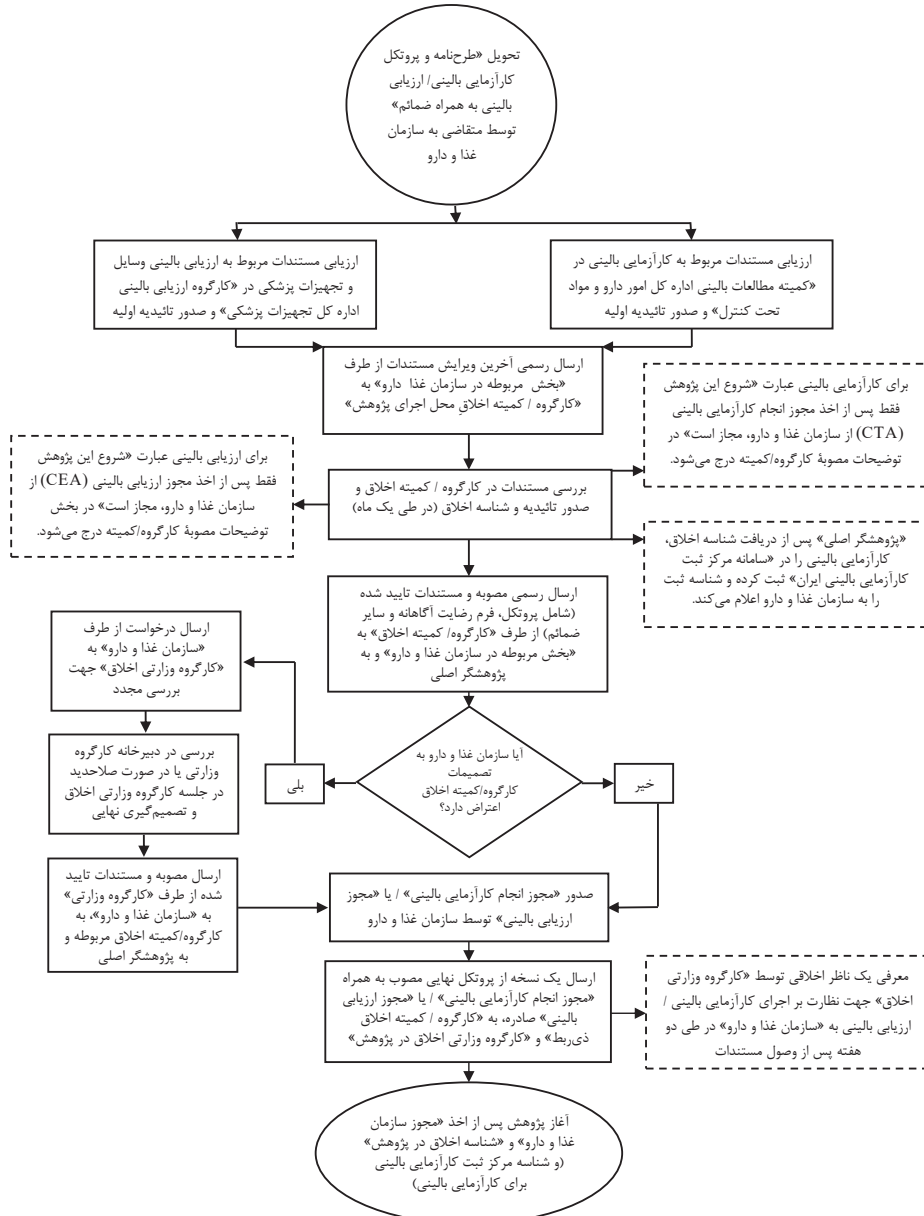 تحویل «طرح‌نامه و پروتکل
کارآزمایی بالینی/ ارزیابی
بالینی به همراه ضمائم»
توسط متقاضی به سازمان
غذا و دارو
ارزیابی مستندات مربوط به کارآزمایی بالینی در
«کمیته مطالعات بالینی اداره کل امور دارو و مواد
تحت کنترل» و صدور تائیدیه اولیه
ارزیابی مستندات مربوط به ارزیابی بالینی وسایل
و تجهیزات پزشکی در «کارگروه ارزیابی بالینی
اداره کل تجهیزات پزشکی» و صدور تائیدیه اولیه
ارسال رسمی آخرین ویرایش مستندات از طرف
«بخش مربوطه در سازمان غذا دارو» به
«کارگروه / کمیته اخلاق محل اجرای پژوهش»
برای کارآزمایی بالینی عبارت «شروع این پژوهش
فقط پس از اخذ مجوز انجام کارآزمایی بالینی
(CTA) از سازمان غذا و دارو، مجاز است» در
توضیحات مصوبۀ کارگروه/کمیته درج می‌شود.
برای ارزیابی بالینی عبارت «شروع این پژوهش
فقط پس از اخذ مجوز ارزیابی بالینی (CEA) از
سازمان غذا و دارو، مجاز است» در بخش
توضیحات مصوبۀ کارگروه/کمیته درج می‌شود.
بررسی مستندات در کارگروه / کمیته اخلاق و
صدور تائیدیه و شناسه اخلاق (در طی یک ماه)
«پژوهشگر اصلی» پس از دریافت شناسه اخلاق،
کارآزمایی بالینی را در «سامانه مرکز ثبت
کارآزمایی بالینی ایران» ثبت کرده و شناسه ثبت
را به سازمان غذا و دارو اعلام می‌کند.
ارسال رسمی مصوبه و مستندات تایید شده
(شامل پروتکل، فرم رضایت آگاهانه و سایر
ضمائم) از طرف «کارگروه/ کمیته اخلاق» به
«بخش مربوطه در سازمان غذا و دارو» و به
پژوهشگر اصلی
ارسال درخواست از طرف
«سازمان غذا و دارو» به
«کارگروه وزارتی اخلاق» جهت
بررسی مجدد
آیا سازمان غذا و دارو به
تصمیمات
کارگروه/کمیته اخلاق
اعتراض دارد؟
خیر
بلی
بررسی در دبیرخانه کارگروه
وزارتی یا در صورت صلاحدید
در جلسه کارگروه وزارتی اخلاق
و تصمیم‌گیری نهایی
ارسال مصوبه و مستندات تایید
شده از طرف «کارگروه وزارتی»
به «سازمان غذا و دارو»، به
کارگروه/کمیته اخلاق مربوطه و
به پژوهشگر اصلی
صدور «مجوز انجام کارآزمایی بالینی» / یا «مجوز
ارزیابی بالینی» توسط سازمان غذا و دارو
ارسال یک نسخه از پروتکل نهایی مصوب به همراه
«مجوز انجام کارآزمایی بالینی» / یا «مجوز ارزیابی
بالینی» صادره، به «کارگروه / کمیته اخلاق
ذی‌ربط» و «کارگروه وزارتی اخلاق در پژوهش»
معرفی یک ناظر اخلاقی توسط «کارگروه وزارتی
اخلاق» جهت نظارت بر اجرای کارآزمایی بالینی /
ارزیابی بالینی به «سازمان غذا و دارو» در طی دو
هفته پس از وصول مستندات
آغاز پژوهش پس از اخذ «مجوز سازمان
غذا و دارو» و «شناسه اخلاق در پژوهش»
(و شناسه مرکز ثبت کارآزمایی بالینی
برای کارآزمایی بالینی)